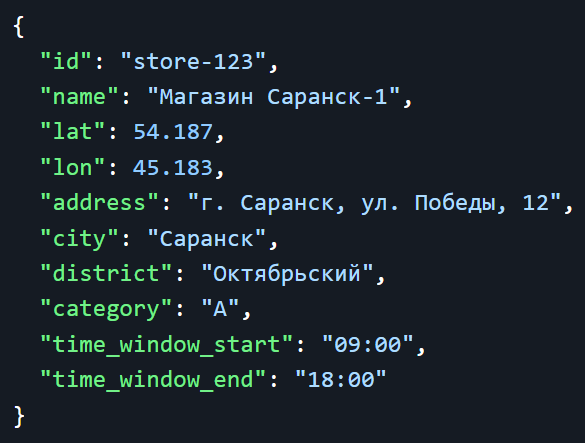 {
"id": "store-123",
"name": "Магазин Саранск-1",
"lat": 54.187,
"lon": 45.183,
"address": "г. Саранск, ул. Победы, 12",
"city": "Саранск",
"district": "Октябрьский",
"category": "A",
"time_window_start": "09:00",
"time_window_end": "18:00"
}